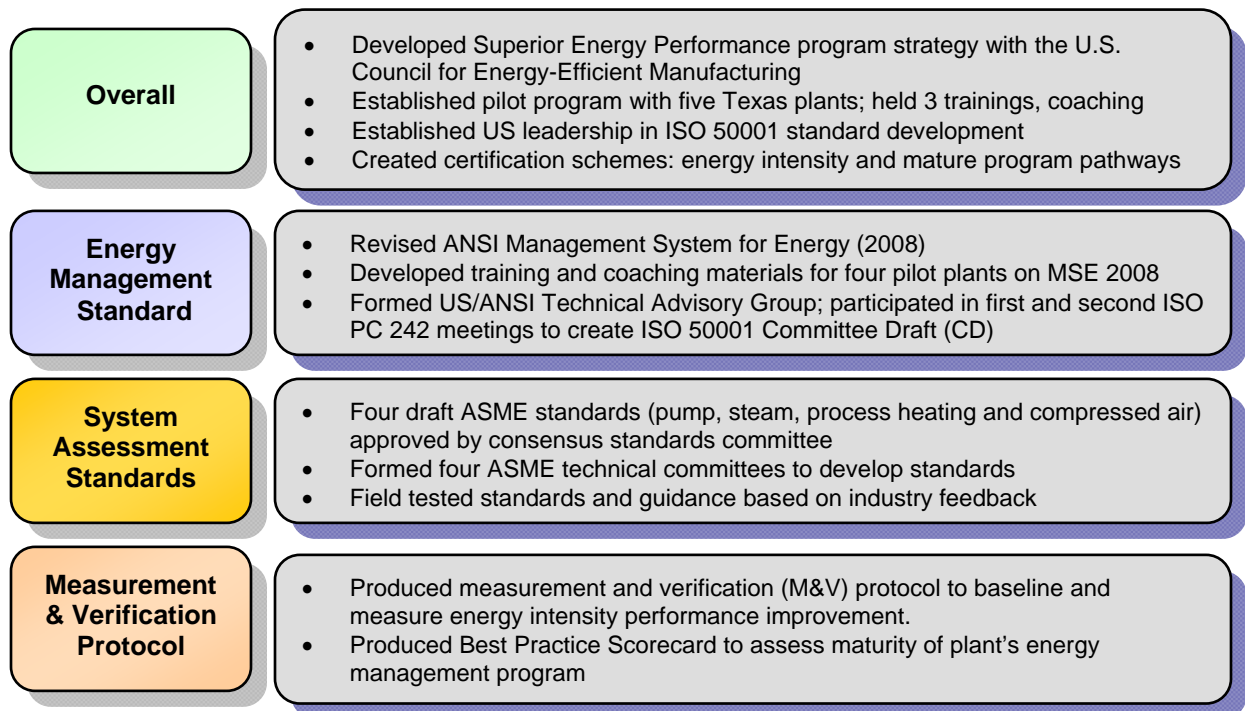 Overall
• Developed Superior Energy Performance program strategy with the U.S.
Council for Energy-Efficient Manufacturing
• Established pilot program with five Texas plants; held 3 trainings, coaching
• Established US leadership in ISO 50001 standard development
• Created certification schemes: energy intensity and mature program pathways
Energy
Management
Standard
• Revised ANSI Management System for Energy (2008)
• Developed training and coaching materials for four pilot plants on MSE 2008
• Formed US/ANSI Technical Advisory Group; participated in first and second ISO
PC 242 meetings to create ISO 50001 Committee Draft (CD)
System
Assessment
Standards
• Four draft ASME standards (pump, steam, process heating and compressed air)
approved by consensus standards committee
• Formed four ASME technical committees to develop standards
• Field tested standards and guidance based on industry feedback
Measurement
& Verification
Protocol
• Produced measurement and verification (M&V) protocol to baseline and
measure energy intensity performance improvement.
• Produced Best Practice Scorecard to assess maturity of plant's energy
management program